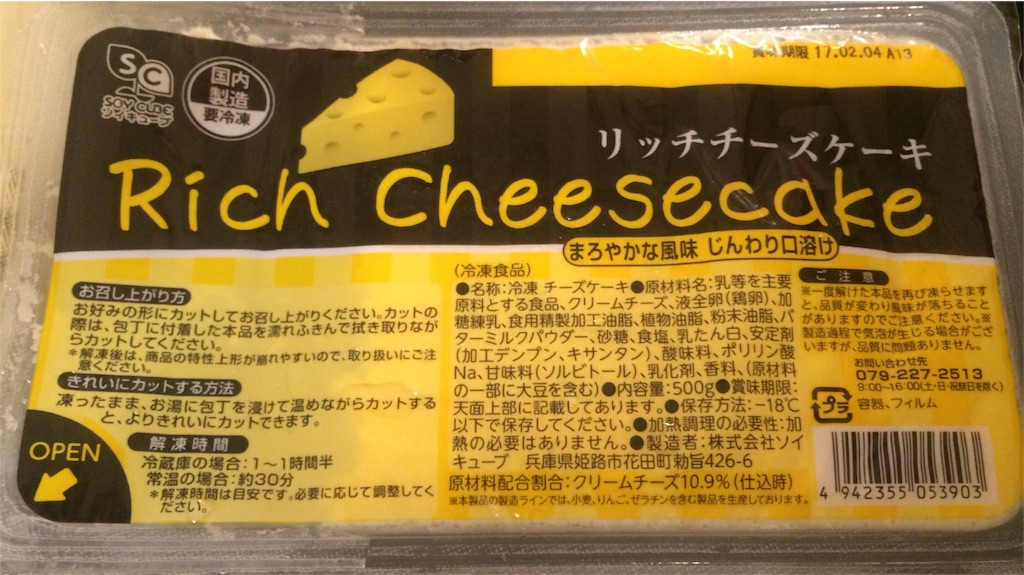 SC
SOY CUBE
ソイキューブ
国内
製造
要冷凍
賞味期限 17.02.04 A13
リッチチーズケーキ
Rich Cheesecake
まろやかな風味 じんわり口溶け
お召し上がり方
お好みの形にカットしてお召し上がりください。カットの
際は、包丁に付着した本品を濡れふきんで拭き取りなが
らカットしてください。
*解凍後は、商品の特性上形が崩れやすいので、取り扱いにご注
意ください。
きれいにカットする方法
凍ったまま、お湯に包丁を浸けて温めながらカットする
と、よりきれいにカットできます。
OPEN
解凍時間
冷蔵庫の場合:1〜1時間半
常温の場合:約30分
*解凍時間は目安です。必要に応じて調整してく
ださい。
(冷凍食品)
●名称:冷凍 チーズケーキ●原材料名:乳等を主要
原料とする食品、クリームチーズ、液全卵(鶏卵)、加
糖練乳、食用精製加工油脂、植物油脂、粉末油脂、バ
ターミルクパウダー、砂糖、食塩、乳たん白、安定剤
(加工デンプン、キサンタン)、酸味料、ポリリン酸
Na、甘味料(ソルビトール)、乳化剤、香料、(原材料
の一部に大豆を含む)●内容量:500g●賞味期限:
天面上部に記載してあります。●保存方法:-18℃
以下で保存してください。●加熱調理の必要性:加
熱の必要はありません。●製造者:株式会社ソイ
キューブ 兵庫県姫路市花田町勅旨426-6
原材料配合割合:クリームチーズ10.9%(仕込時)
※本製品の製造ラインでは、小麦、りんご、ゼラチンを含む製品を生産しております。
ご注意
※一度解けた本品を再び凍らせますと
、品質が変わり風味が落ちること
がありますのでご注意ください。※
製造過程で気泡が生じる場合がござ
いますが、品質に問題ありません。
お問い合わせ先
079-227-2513
9:00~16:00(土・日・祝祭日を除く)
プラ
容器、フィルム
4 942355 053903